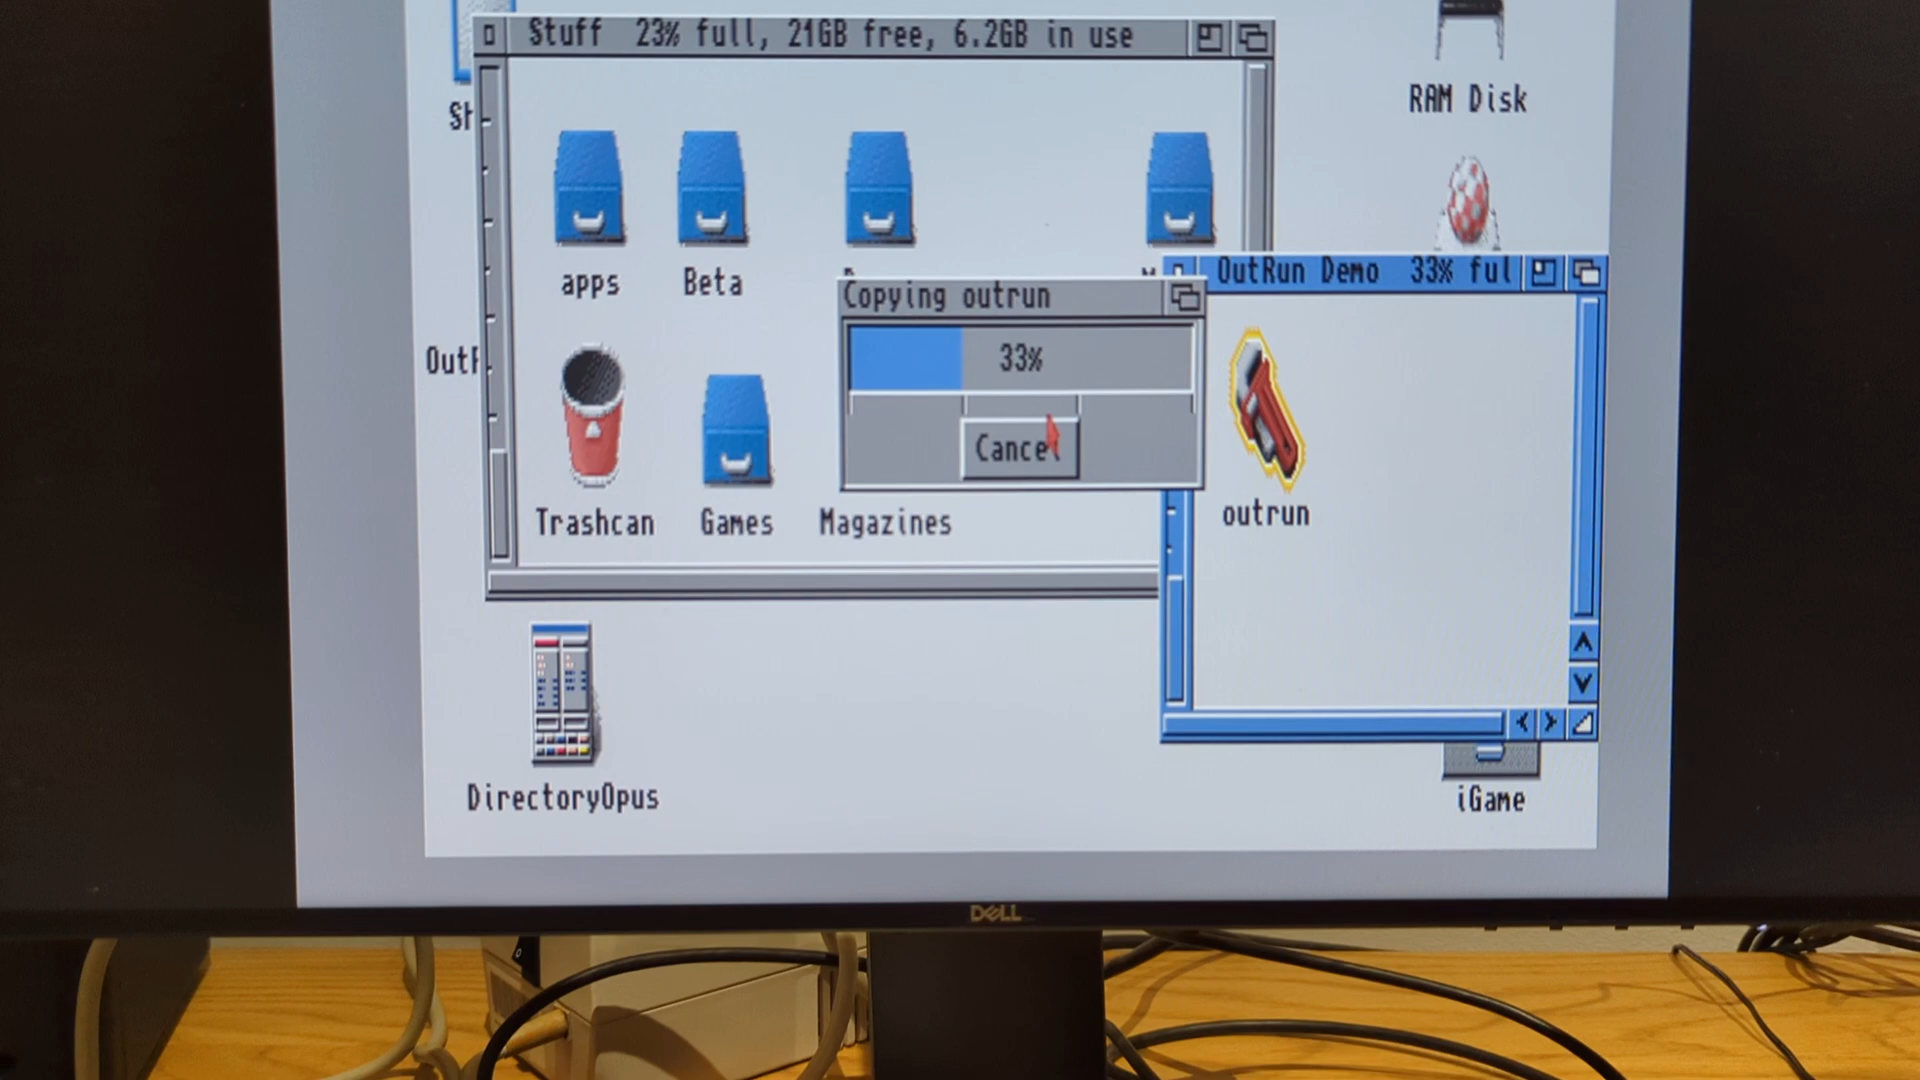 Stuff 23% full, 21GB free, 6.2GB in use
RAM Disk
apps
Beta
OutRun Demo 33% ful
Copying outrun
33%
Cancel
outrun
Trashcan
Games
Magazines
DirectoryOpus
iGame
DELL